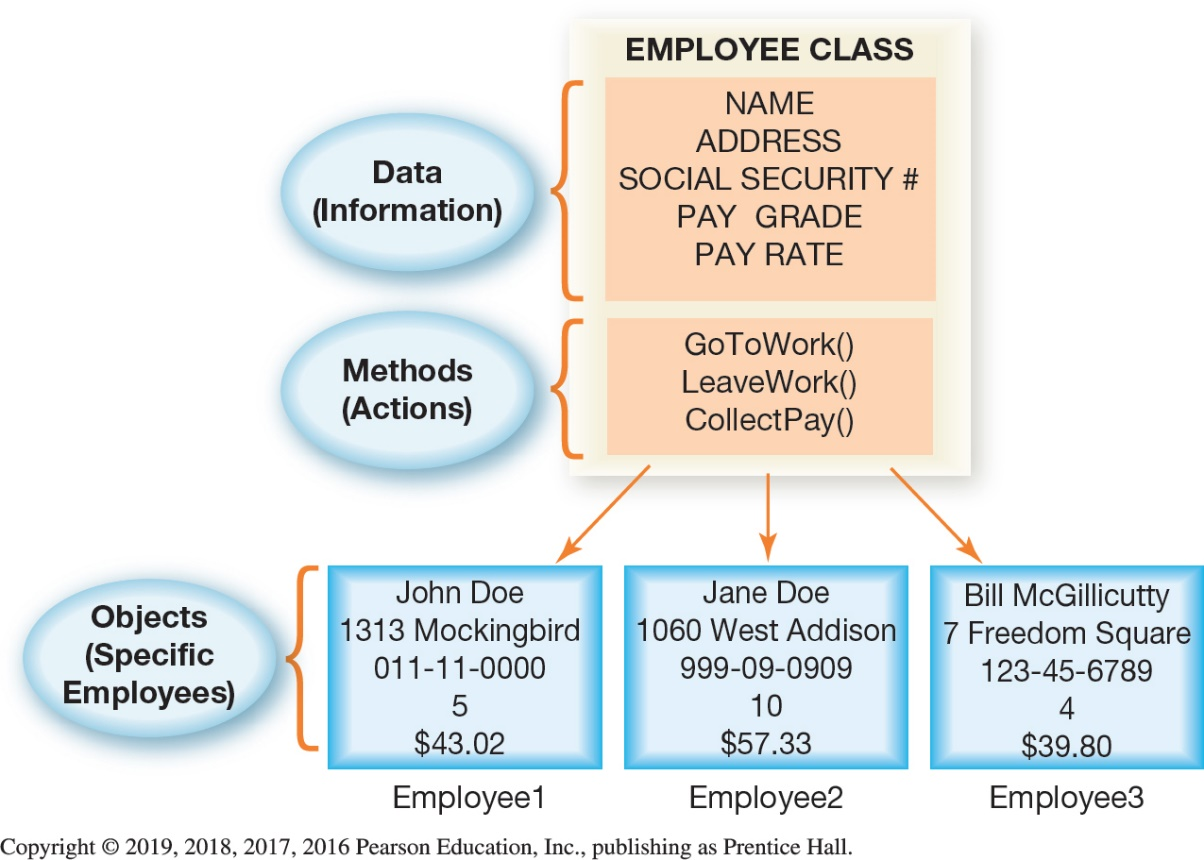 EMPLOYEE CLASS
Data
(Information)
NAME
ADDRESS
SOCIAL SECURITY #
PAY GRADE
PAY RATE
Methods
(Actions)
GoToWork()
LeaveWork()
CollectPay()
Objects
(Specific
Employees)
John Doe
1313 Mockingbird
011-11-0000
5
$43.02
Employee1
Jane Doe
1060 West Addison
999-09-0909
10
$57.33
Employee2
Bill McGillicutty
7 Freedom Square
123-45-6789
4
$39.80
Employee3
Copyright © 2019, 2018, 2017, 2016 Pearson Education, Inc., publishing as Prentice Hall.